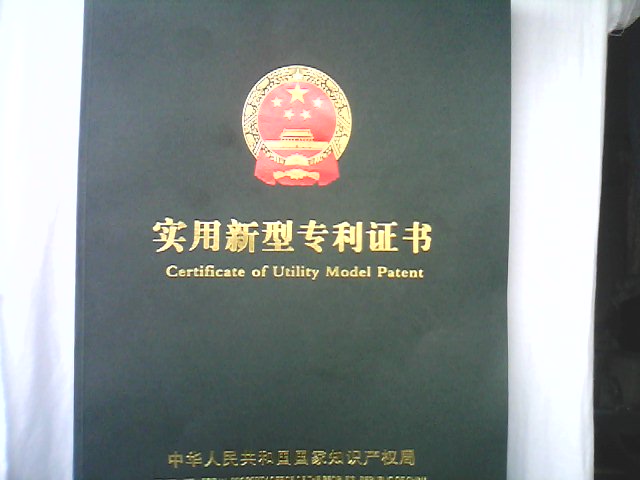 实用新型专利证书
Certificate of Utility Model Patent
中华人民共和国国家知识产权局